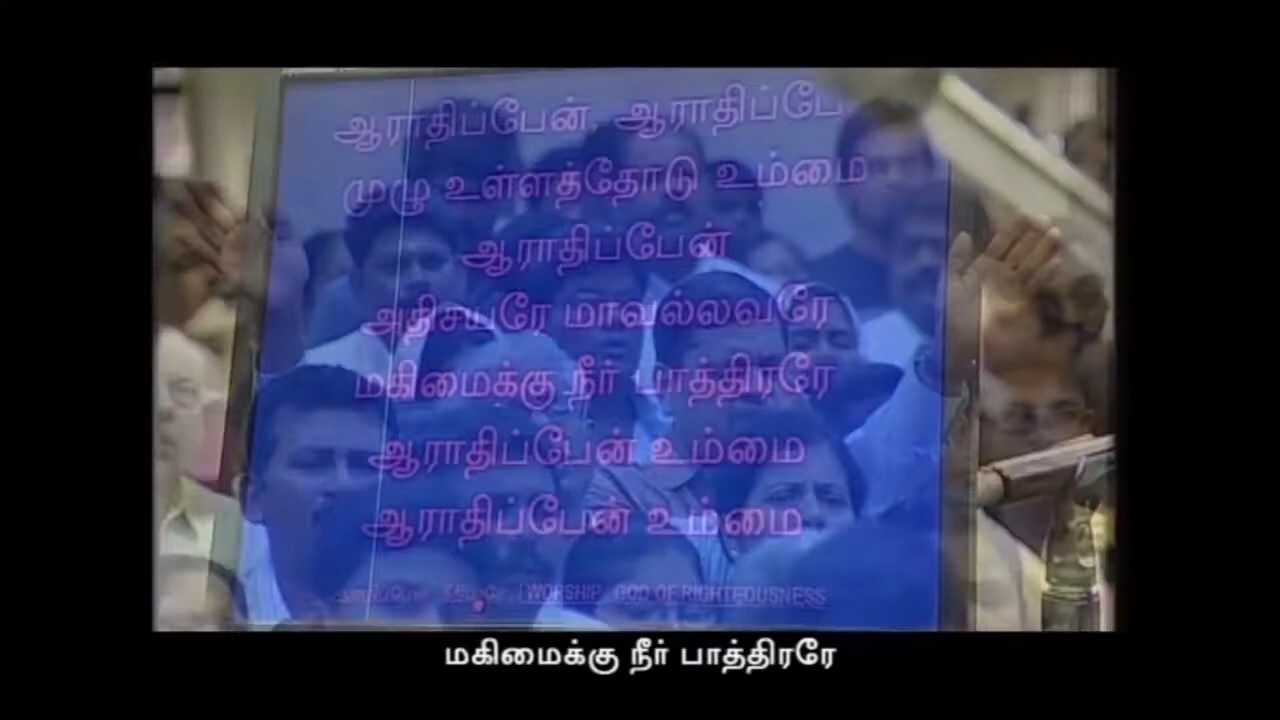 ஆராதிப்பேன், ஆராதிப்பே
முழு உள்ளத்தோடு உம்மை
ஆராதிபபேன்
அதிசயரே மாவல்லவரே
மகிமைக்கு நீர் பாத்திரரே
ஆராதிப்பேன் உம்மை
ஆராதிப்பேன் உம்மை
I WORSHIP GOD OF RIGHTEOUSNESS
மகிமைக்கு நீர் பாத்திரரே